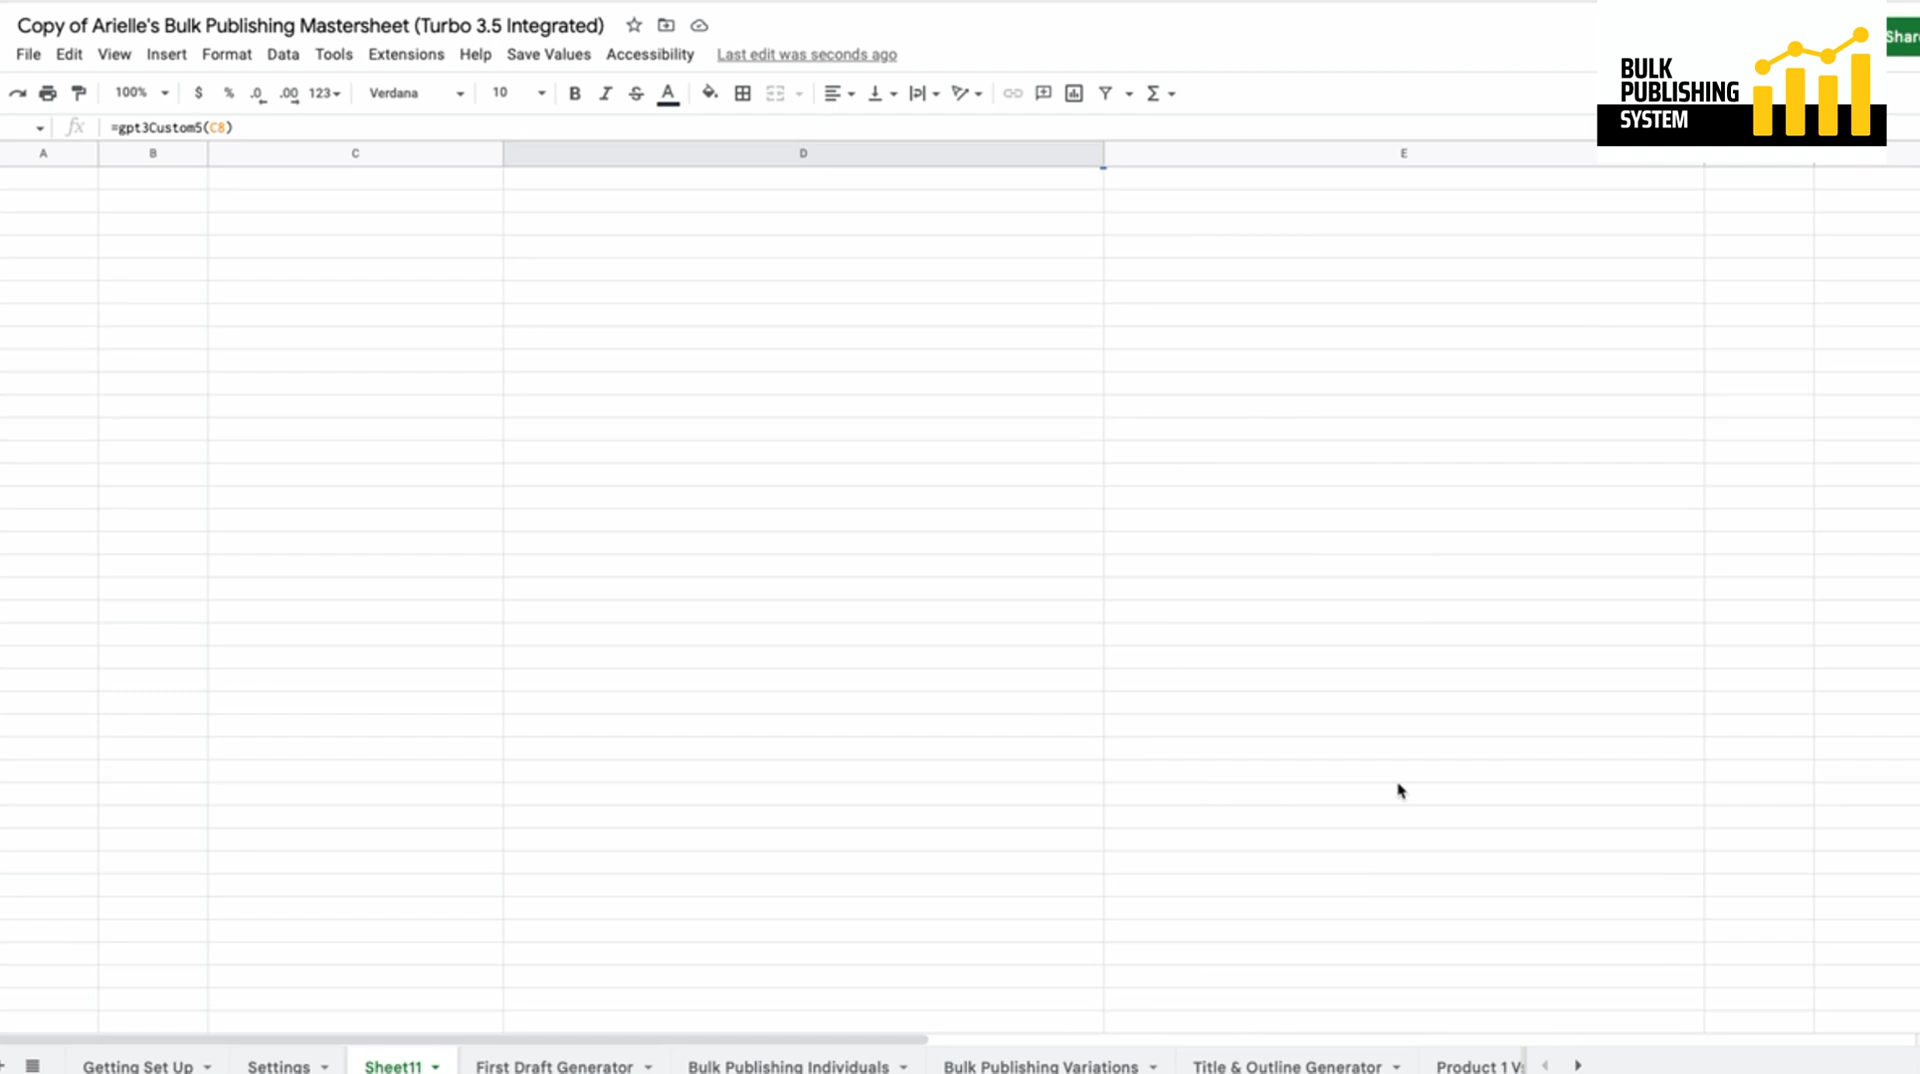 Copy of Arielle's Bulk Publishing Mastersheet (Turbo 3.5 Integrated)
File Edit View Insert Format Data Tools Extensions Help Save Values Accessibility Last edit was seconds ago
Shar
BULK
PUBLISHING
SYSTEM
100% $ % .0 .00 123 Verdana 10 B I S A Σ
fx =gpt3Custom5(C8)
A B C D E
Getting Set Up Settings Sheet11 First Draft Generator Bulk Publishing Individuals Bulk Publishing Variations Title & Outline Generator Product 1 V